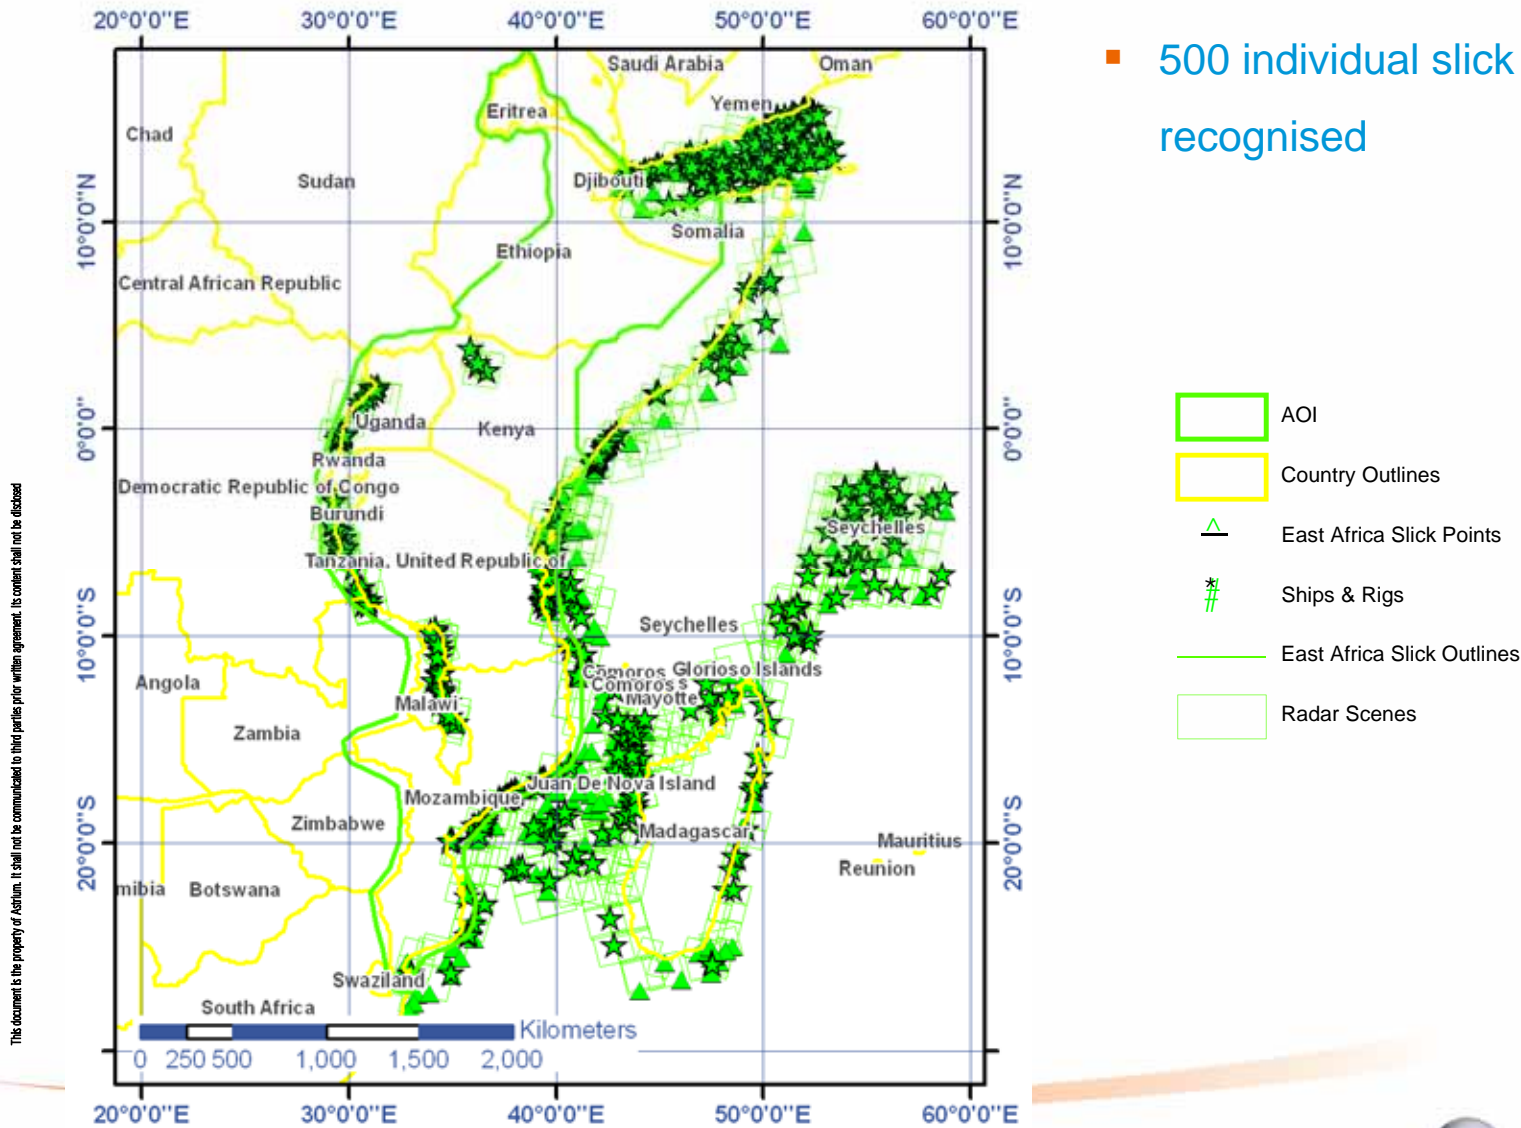 20°0'0"E 30°0'0"E 40°0'0"E 50°0'0"E 60°0'0"E
500 individual slick
recognised
Saudi Arabia Oman
Yemen
Eritrea
Chad
Sudan
Djibouti
10°0'0"N 10°0'0"N
Somalia
Ethiopia
Central African Republic
Uganda
Kenya
0°0'0" 0°0'0"
Rwanda
Democratic Republic of Congo
Burundi
Seychelles
Tanzania, United Republic of
Seychelles
10°0'0"S 10°0'0"S
Comoros Glorioso Islands
Angola
Comoros s
Mayotte
Malawi
Zambia
Juan De Nova Island
Mozambique
Zimbabwe
Madagascar
Mauritius
20°0'0"S 20°0'0"S
Reunion
mibia Botswana
Swaziland
South Africa
Kilometers
0 250 500 1,000 1,500 2,000
20°0'0"E 30°0'0"E 40°0'0"E 50°0'0"E 60°0'0"E
AOI
Country Outlines
East Africa Slick Points
Ships & Rigs
East Africa Slick Outlines
Radar Scenes
This document is the property of Astrium. It shall not be communicated to third parties prior written agreement. Its content shall not be disclosed